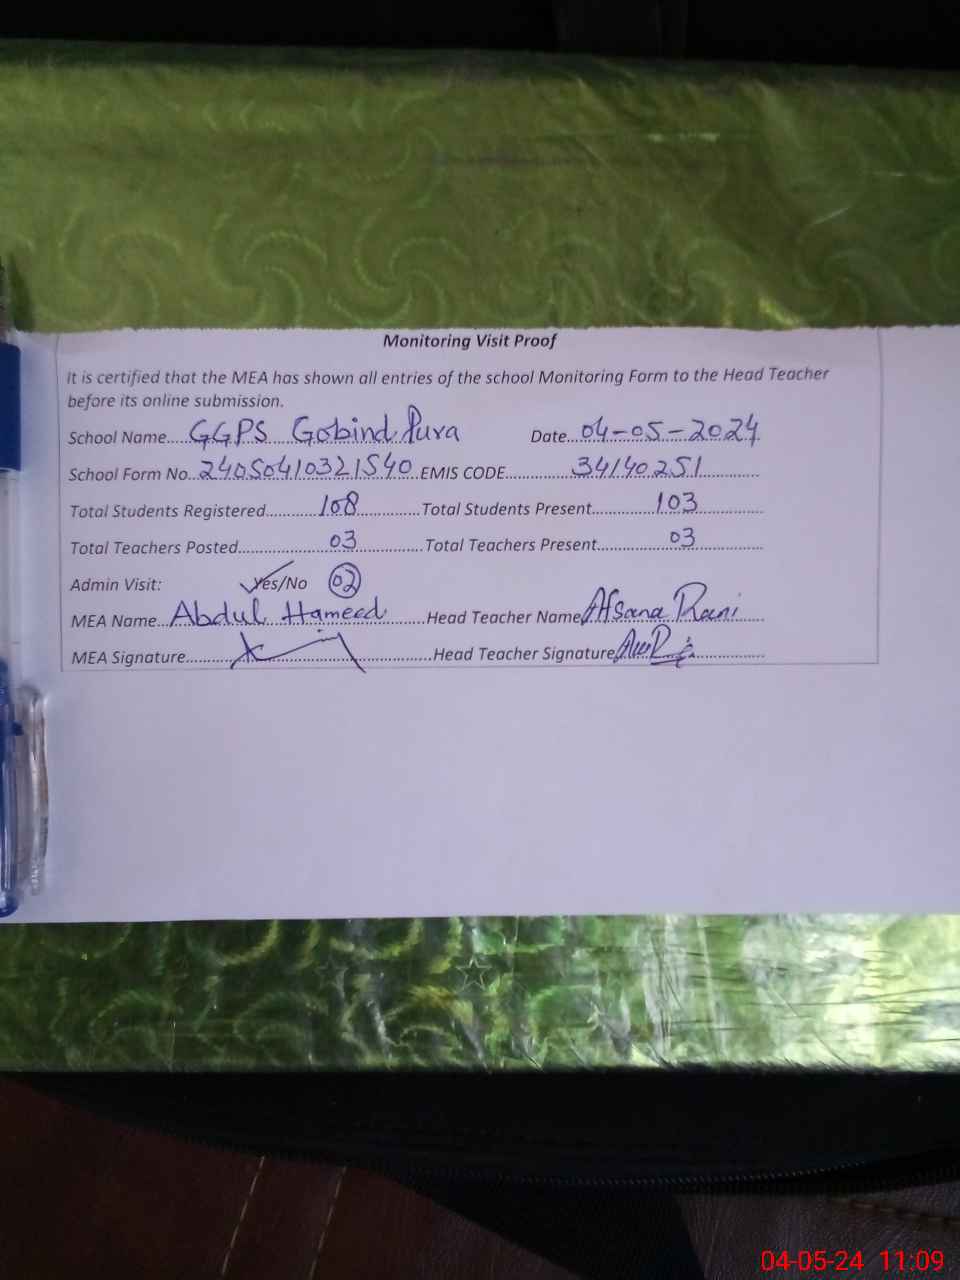 Monitoring Visit Proof
It is certified that the MEA has shown all entries of the school Monitoring Form to the Head Teacher
before its online submission.
School Name....GGPS Gobind Pura Date...04-05-2024
School Form No..24050410321540 EMIS CODE...............34140251...............
Total Students Registered............108...............Total Students Present.............103...............
Total Teachers Posted....................03...............Total Teachers Present...............03...............
Admin Visit: Yes/No 02
MEA Name...Abdul Hameed.........Head Teacher Name Afsana Rani......
MEA Signature..................................................Head Teacher Signature..................
04-05-24 11:09